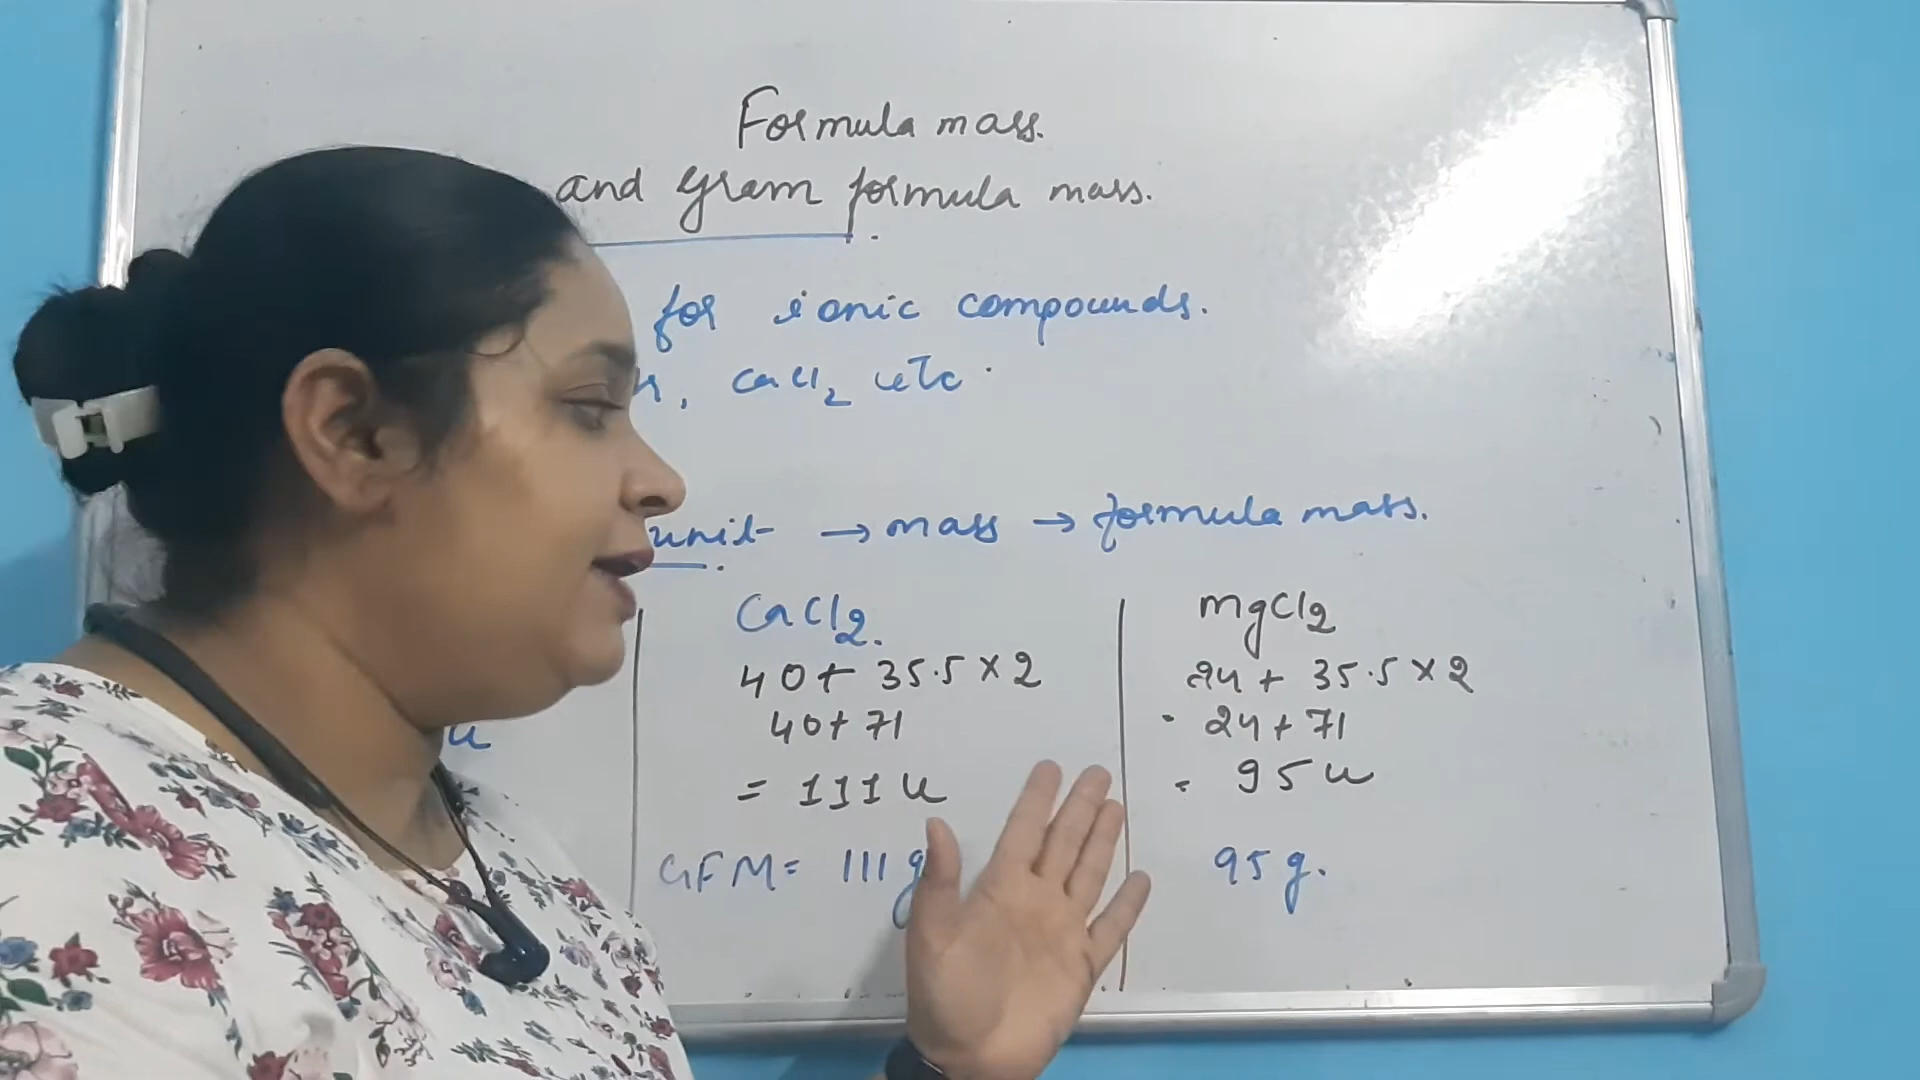 Formula mass.
and gram formula mass.
for ionic compounds.
, CaCl2 etc.
unit → mass → formula mass.
CaCl2.
40 + 35.5 × 2
40 + 71
= 111 u
GFM = 111 g
u
MgCl2
24 + 35.5 × 2
24 + 71
= 95 u
95 g.